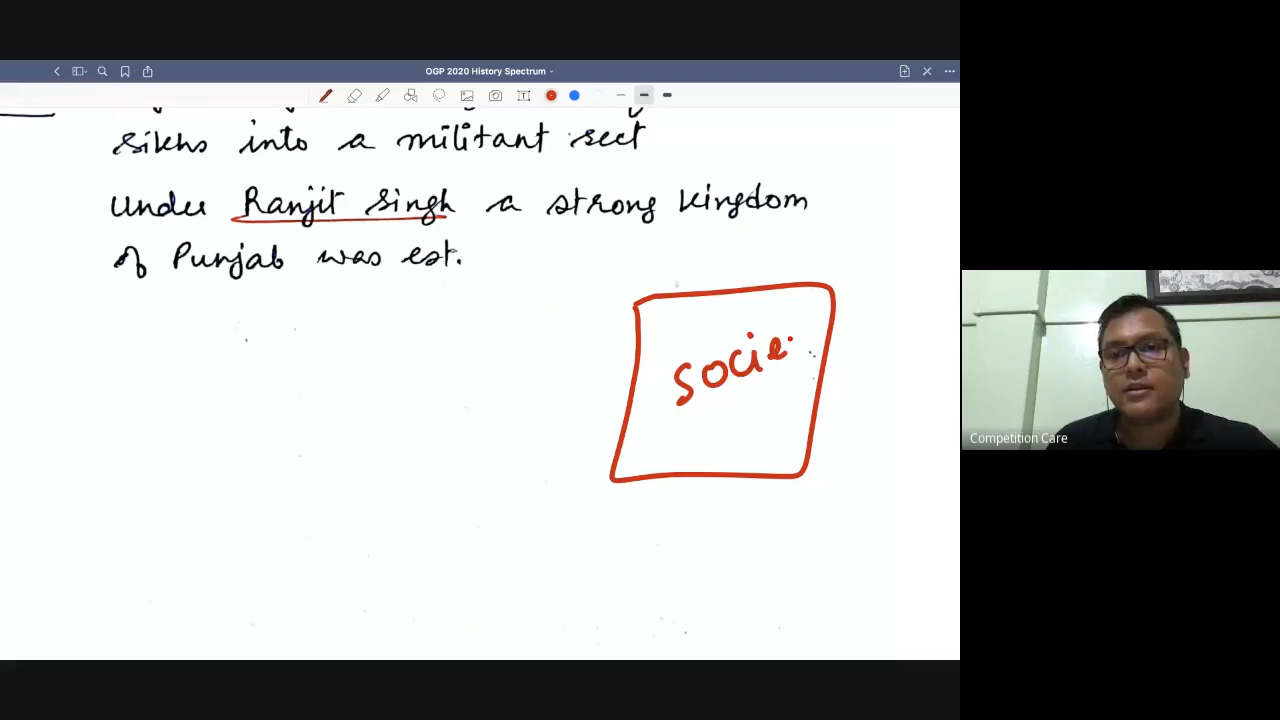 OGP 2020 History Spectrum
sikhs into a militant sect
Under Ranjit Singh a strong kingdom
of Punjab was est.
socie.
Competition Care